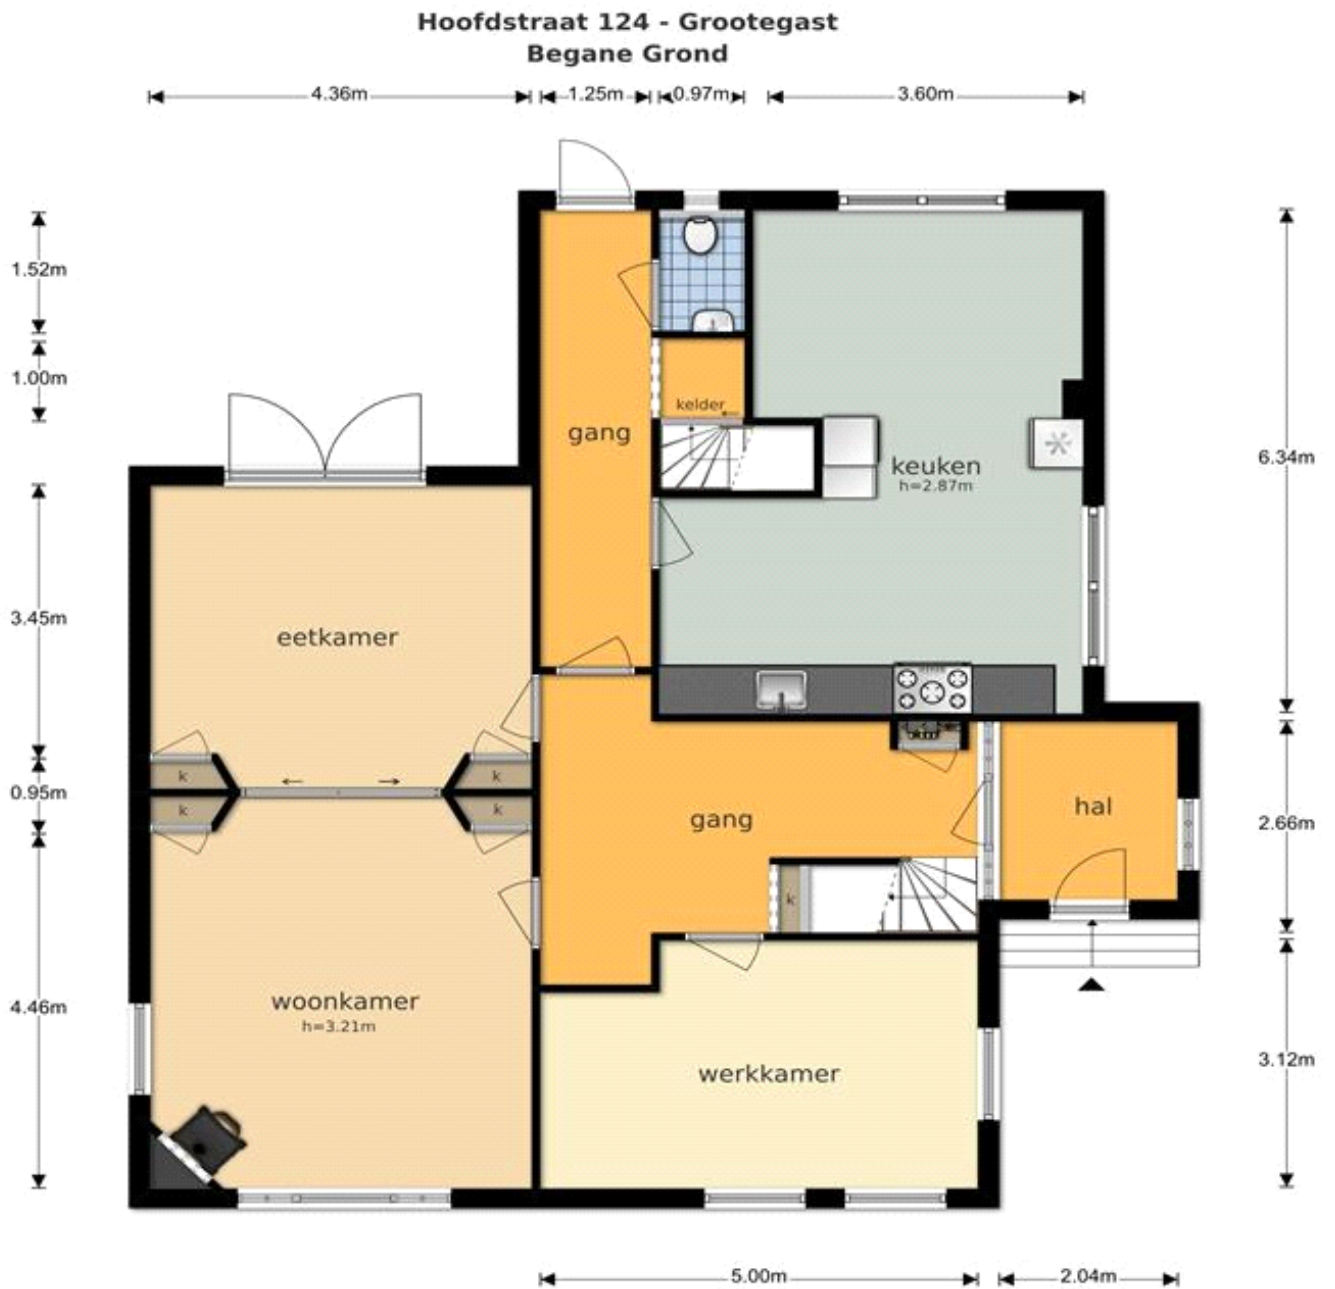 Hoofdstraat 124 - Grootegast
Begane Grond
4.36m
1.25m
0.97m
3.60m
1.52m
1.00m
kelder
gang
keuken
h=2.87m
6.34m
3.45m
eetkamer
k
k
0.95m
k
k
gang
hal
2.66m
k
woonkamer
h=3.21m
4.46m
werkkamer
3.12m
5.00m
2.04m